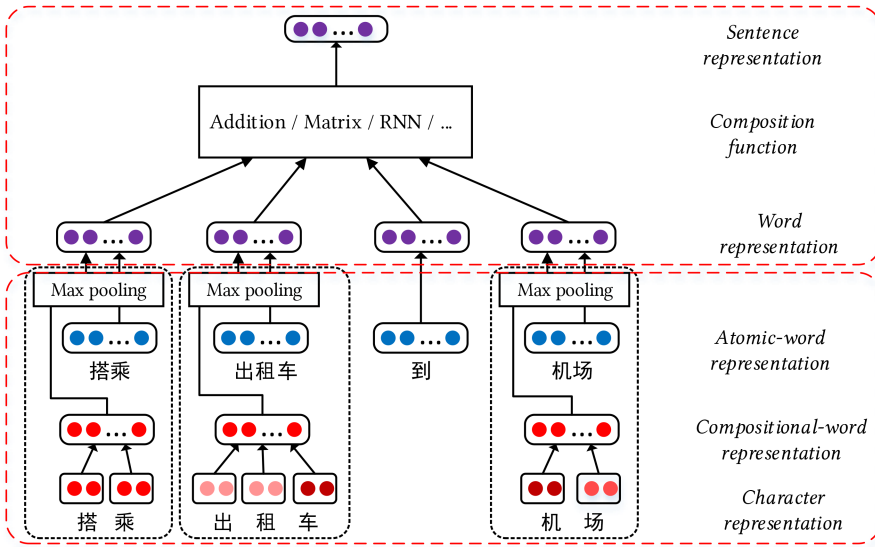 Sentence
representation
Addition / Matrix / RNN / ...
Composition
function
Word
representation
Max pooling
Max pooling
Max pooling
Atomic-word
representation
搭乘
出租车
到
机场
Compositional-word
representation
Character
representation
搭 乘
出 租 车
机 场